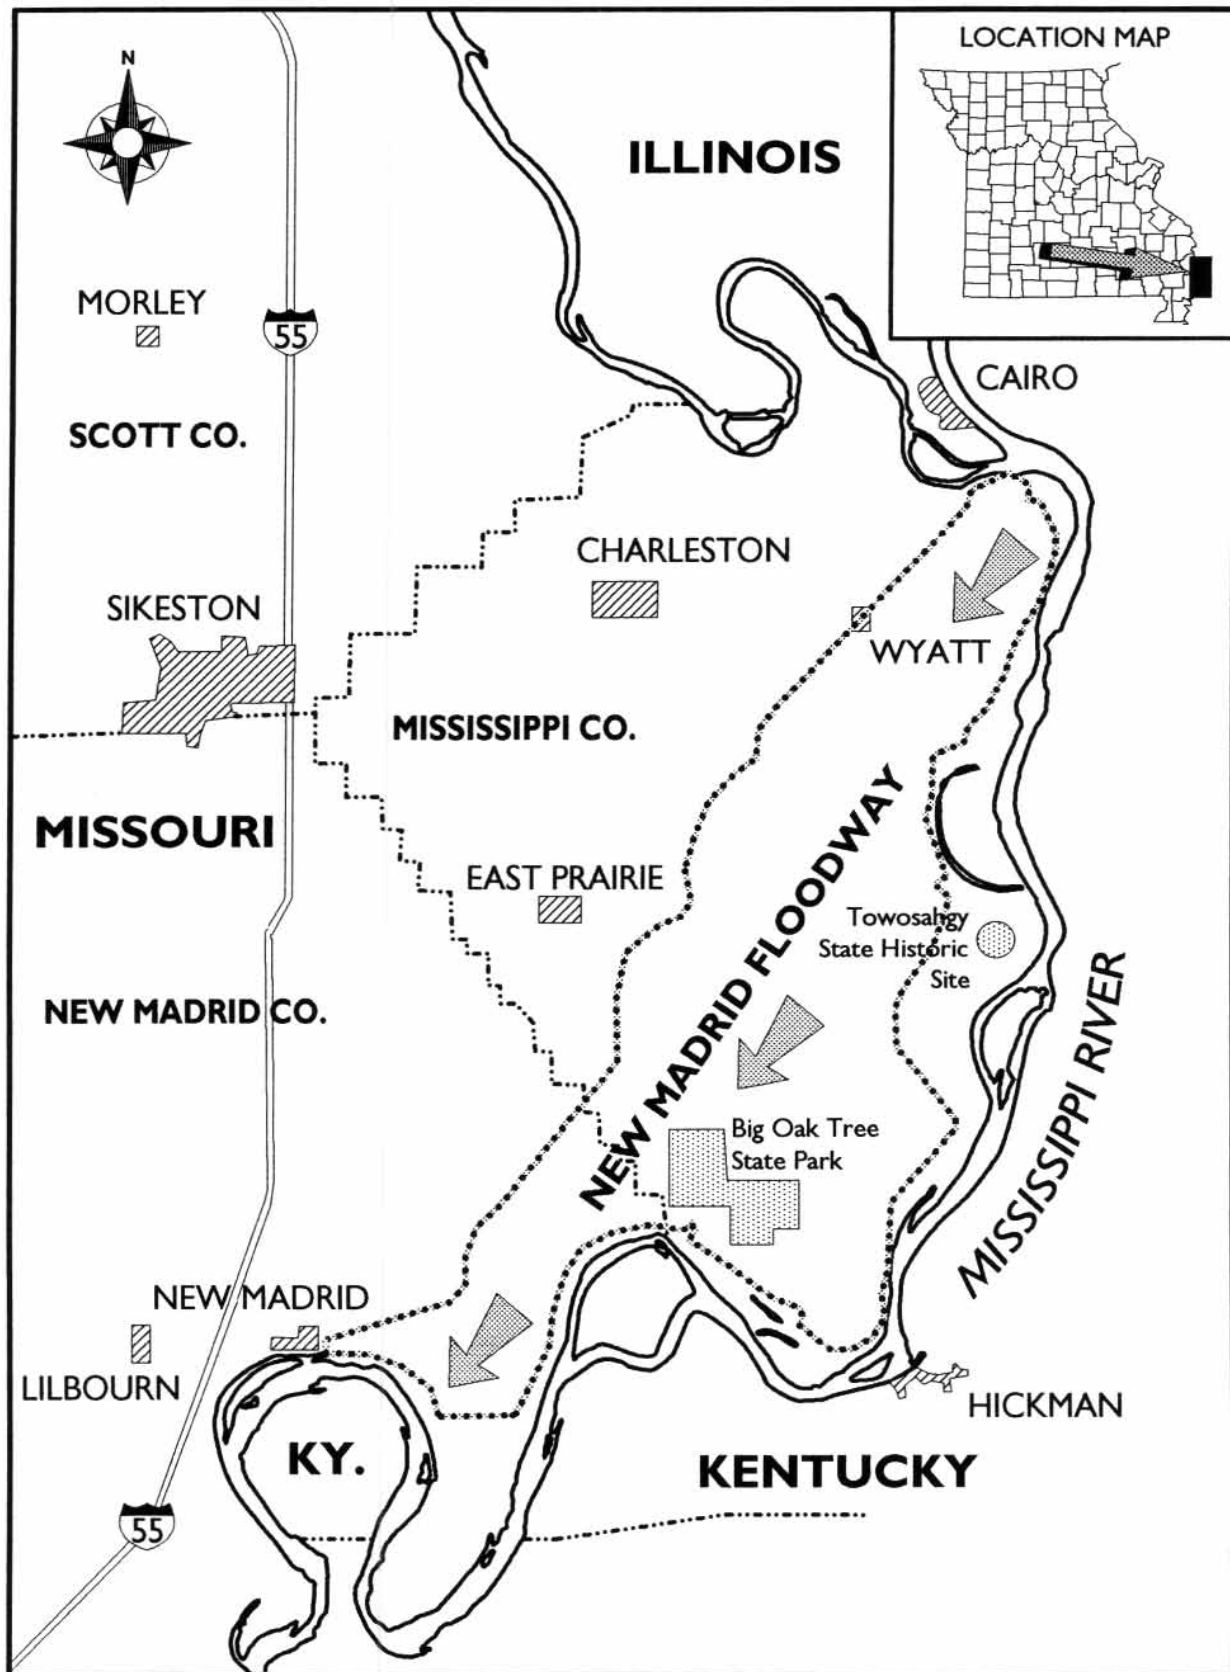 LOCATION MAP
N
ILLINOIS
MORLEY
55
CAIRO
SCOTT CO.
CHARLESTON
SIKESTON
WYATT
MISSISSIPPI CO.
MISSOURI
EAST PRAIRIE
NEW MADRID FLOODWAY
Towosahgy
State Historic
Site
NEW MADRID CO.
MISSISSIPPI RIVER
Big Oak Tree
State Park
NEW MADRID
LILBOURN
HICKMAN
KY.
KENTUCKY
55